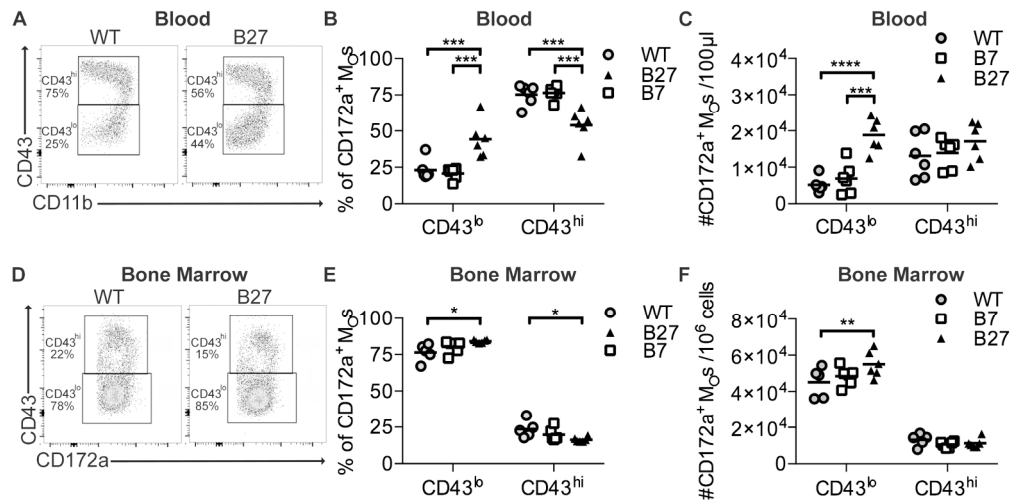 A Blood
WT B27
CD43hi
75%
CD43lo
25%
CD43hi
56%
CD43lo
44%
CD43
CD11b
B Blood
*** ***
*** ***
WT
B27
B7
% of CD172a+ MOs
100
75
50
25
0
CD43lo CD43hi
C Blood
WT
B7
B27
****
***
#CD172a+ MOs /100µl
6×10⁴
4×10⁴
2×10⁴
0
CD43lo CD43hi
D Bone Marrow
WT B27
CD43hi
22%
CD43lo
78%
CD43hi
15%
CD43lo
85%
CD43
CD172a
E Bone Marrow
* *
WT
B27
B7
% of CD172a+ MOs
100
75
50
25
0
CD43lo CD43hi
F Bone Marrow
WT
B7
B27
**
#CD172a+ MOs /10⁶ cells
8×10⁴
6×10⁴
4×10⁴
2×10⁴
0
CD43lo CD43hi